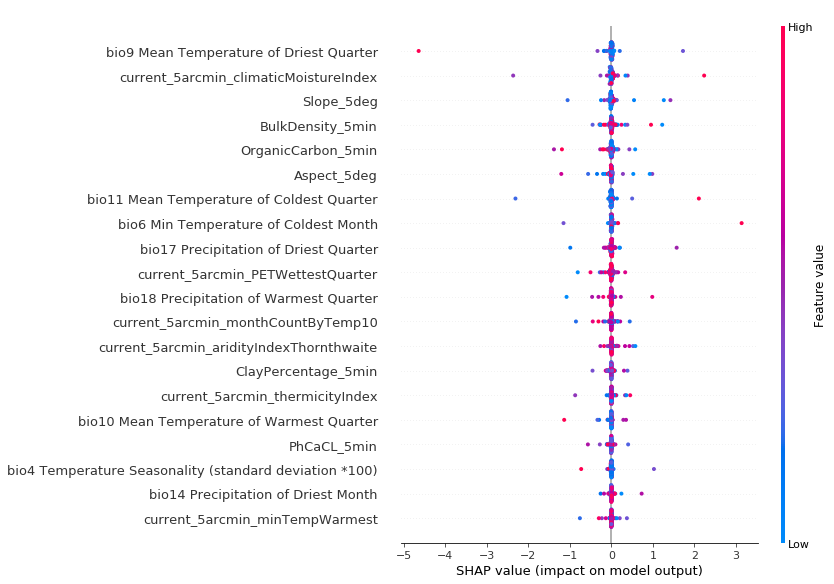 High
bio9 Mean Temperature of Driest Quarter
current_5arcmin_climaticMoistureIndex
Slope_5deg
BulkDensity_5min
OrganicCarbon_5min
Aspect_5deg
bio11 Mean Temperature of Coldest Quarter
bio6 Min Temperature of Coldest Month
bio17 Precipitation of Driest Quarter
current_5arcmin_PETWettestQuarter
bio18 Precipitation of Warmest Quarter
current_5arcmin_monthCountByTemp10
current_5arcmin_aridityIndexThornthwaite
ClayPercentage_5min
current_5arcmin_thermicityIndex
bio10 Mean Temperature of Warmest Quarter
PhCaCL_5min
bio4 Temperature Seasonality (standard deviation *100)
bio14 Precipitation of Driest Month
current_5arcmin_minTempWarmest
Feature value
Low
−5 −4 −3 −2 −1 0 1 2 3
SHAP value (impact on model output)